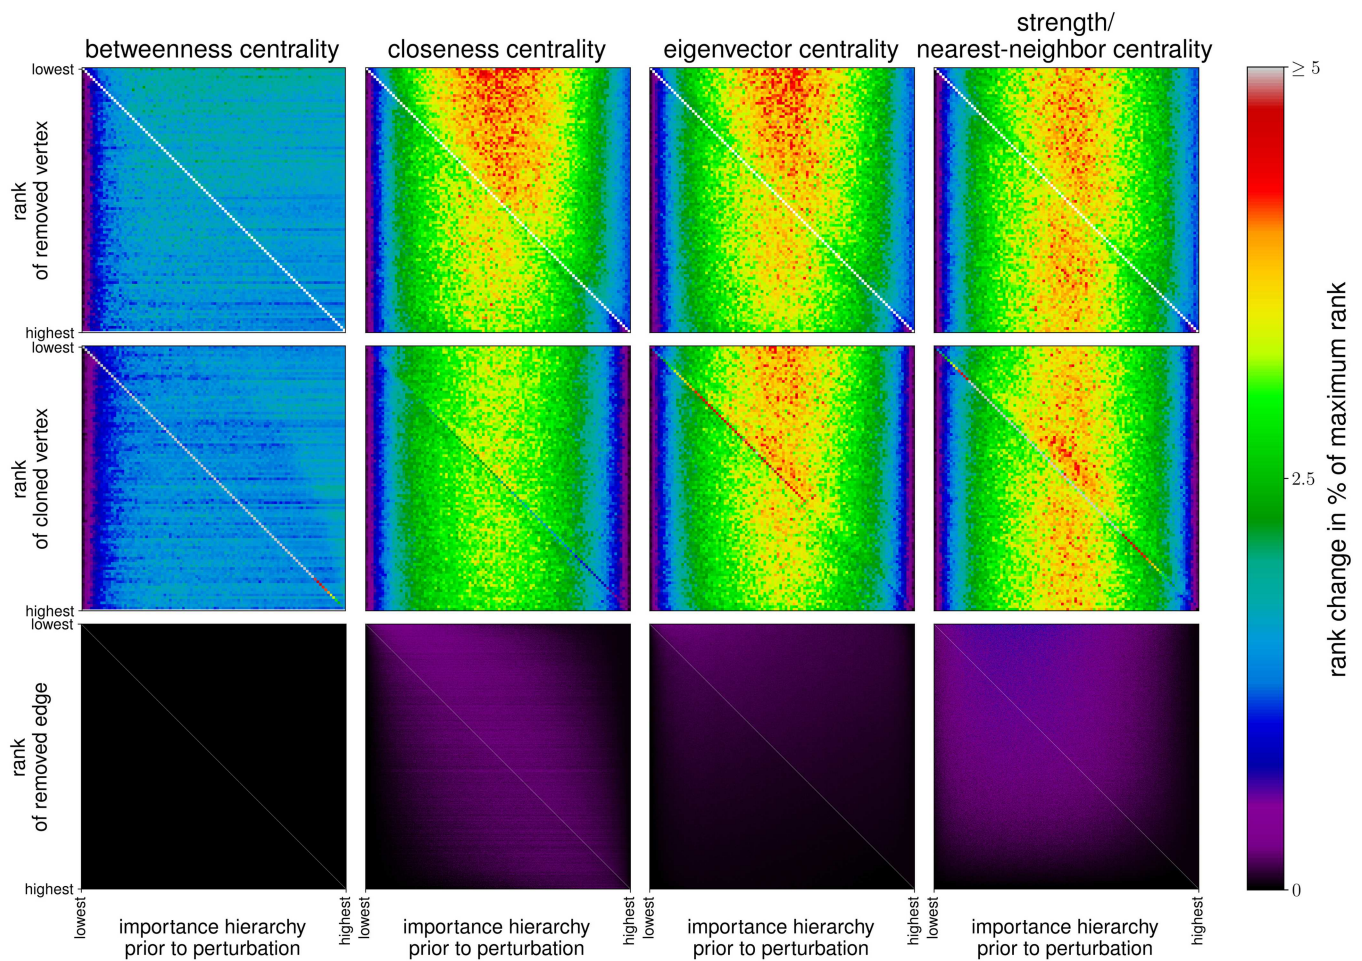 strength/
betweenness centrality closeness centrality eigenvector centrality nearest-neighbor centrality
lowest
rank
of removed vertex
highest
lowest
rank
of cloned vertex
highest
lowest
rank
of removed edge
highest
lowest
importance hierarchy
prior to perturbation
highest
lowest
importance hierarchy
prior to perturbation
highest
lowest
importance hierarchy
prior to perturbation
highest
lowest
importance hierarchy
prior to perturbation
highest
≥ 5
2.5
0
rank change in % of maximum rank